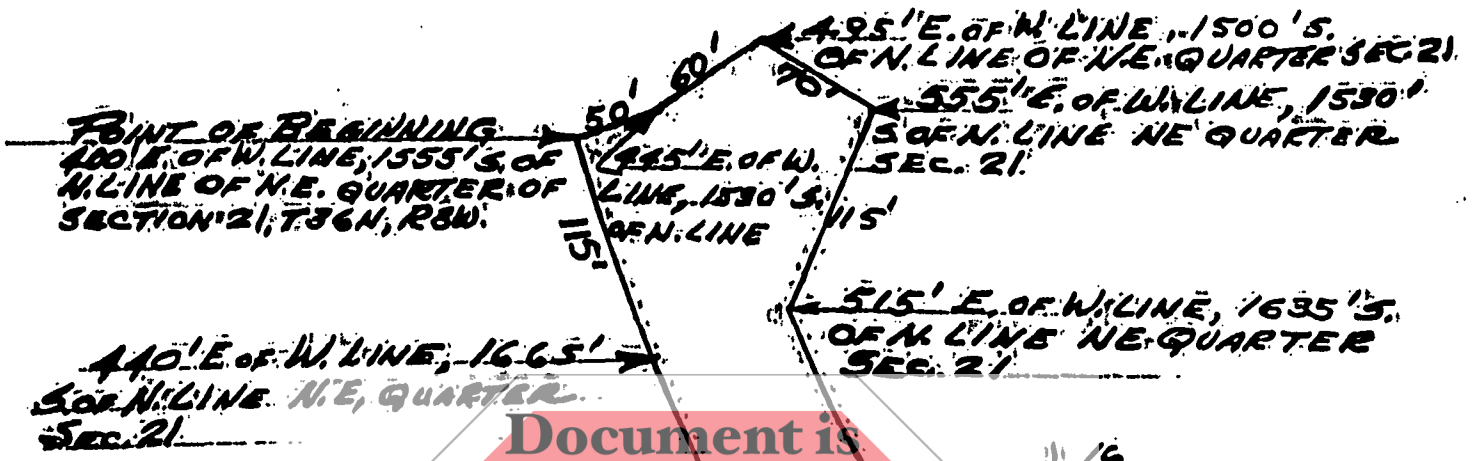 495' E. OF W. LINE, 1500' S.
OF N. LINE OF N.E. QUARTER SEC. 21
60'
70'
50'
555' E. OF W. LINE, 1530'
S. OF N. LINE NE QUARTER
SEC. 21.
POINT OF BEGINNING
400' E. OF W. LINE, 1555' S. OF
N. LINE OF N.E. QUARTER OF
SECTION 21, T36N, R8W.
445' E. OF W.
LINE, 1530' S.
OF N. LINE
115'
115'
515' E. OF W. LINE, 1635' S.
OF N. LINE NE QUARTER
SEC. 21
440' E OF W. LINE, 1665'
S. OF N. LINE N.E. QUARTER
SEC. 21
Document is